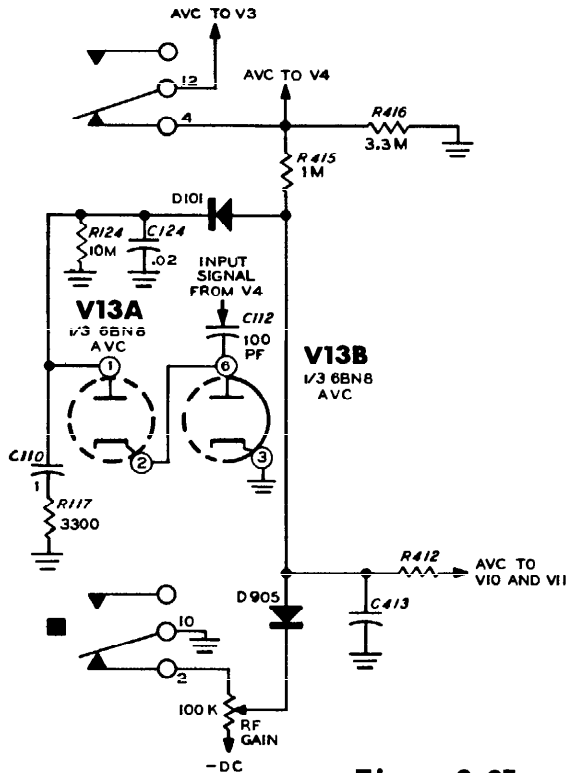 AVC TO V3
12
4
AVC TO V4
R416
3.3M
R415
1M
D101
R124
10M
C124
.02
INPUT
SIGNAL
FROM V4
V13A
1/3 6BN8
AVC
C112
100
PF
V13B
1/3 6BN8
AVC
1
6
2
3
C110
1
R117
3300
R412
AVC TO
V10 AND V11
D905
C413
10
2
100K
RF
GAIN
-DC